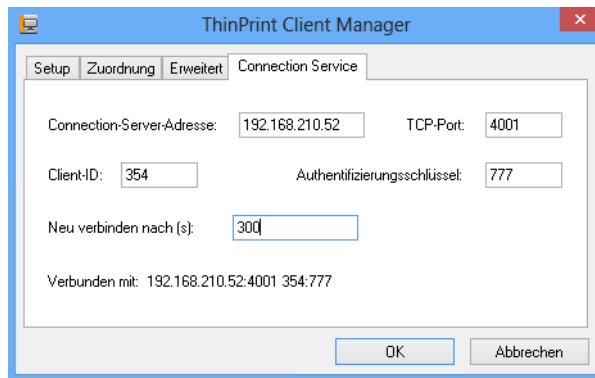 ThinPrint Client Manager
Setup Zuordnung Erweitert Connection Service
Connection-Server-Adresse: 192.168.210.52 TCP-Port: 4001
Client-ID: 354 Authentifizierungsschlüssel: 777
Neu verbinden nach (s): 300
Verbunden mit: 192.168.210.52:4001 354:777
OK Abbrechen